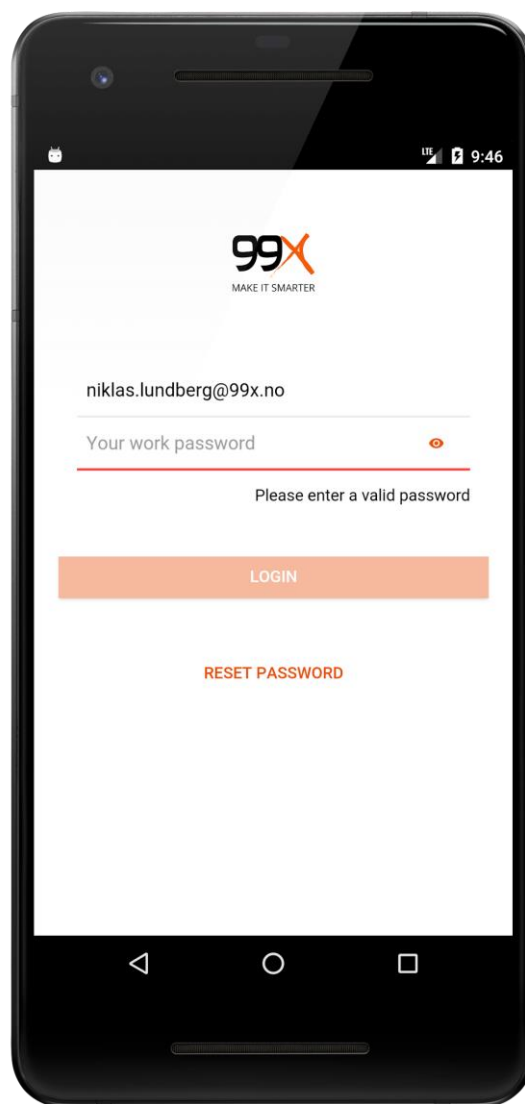 LTE 9:46
99X
MAKE IT SMARTER
niklas.lundberg@99x.no
Your work password
Please enter a valid password
LOGIN
RESET PASSWORD